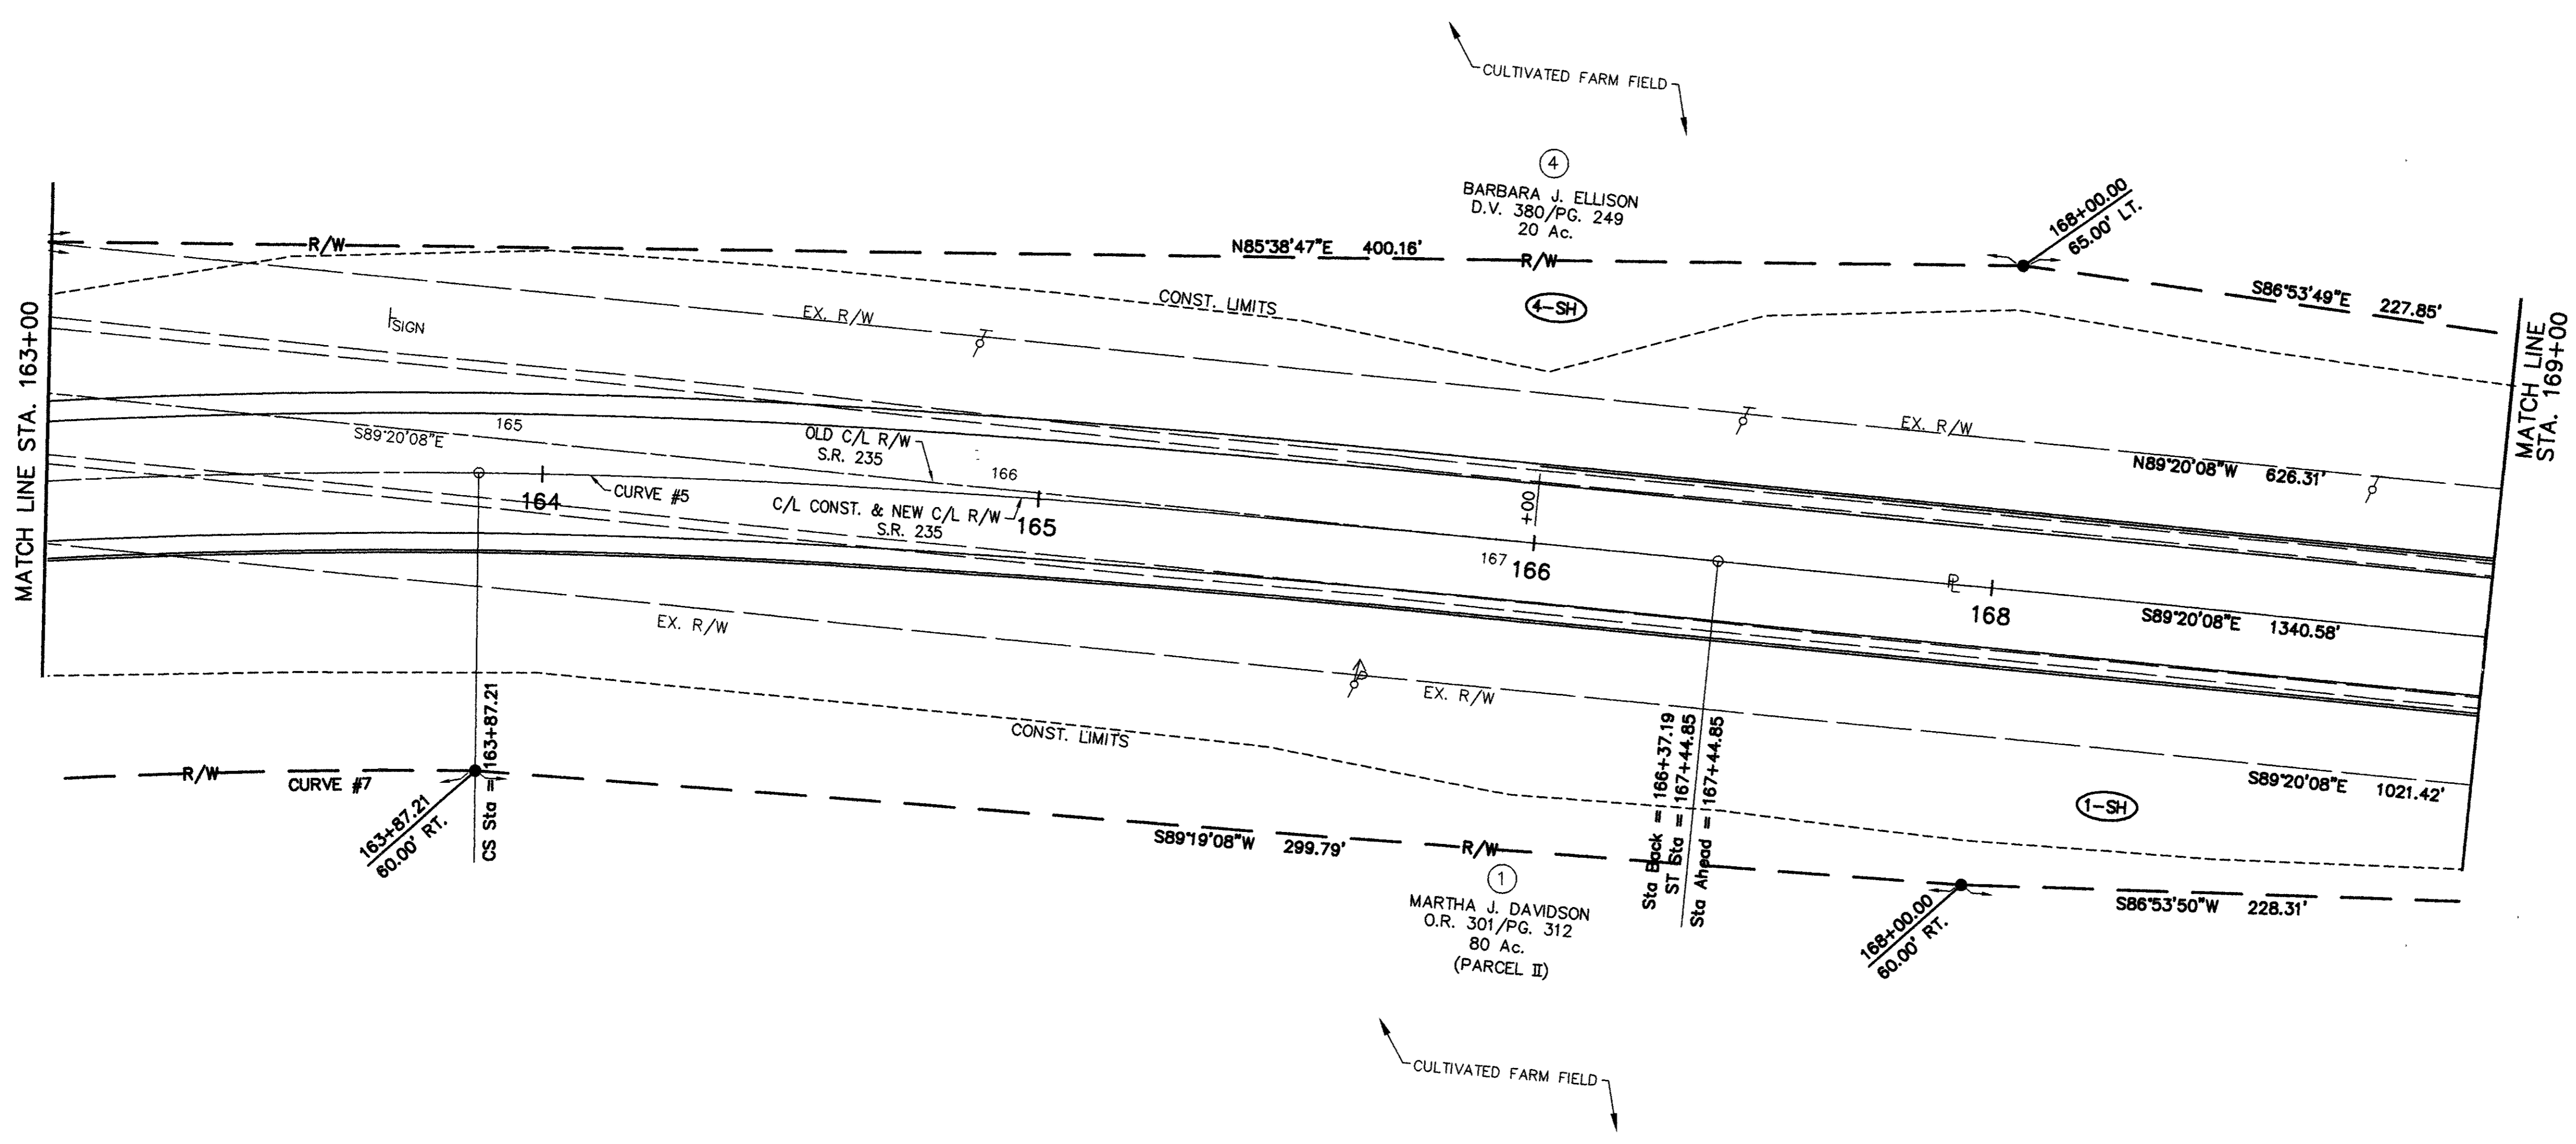 CULTIVATED FARM FIELD
4
BARBARA J. ELLISON
D.V. 380/PG. 249
20 Ac.
168+00.00
65.00' LT.
R/W
N85°38'47"E 400.16'
R/W
S86°53'49"E 227.85'
MATCH LINE STA. 163+00
MATCH LINE
STA. 169+00
SIGN
EX. R/W
CONST. LIMITS
4-SH
EX. R/W
N89°20'08"W 626.31'
S89°20'08"E
165
OLD C/L R/W
S.R. 235
166
164
CURVE #5
C/L CONST. & NEW C/L R/W
S.R. 235
165
+00
167
166
PL
168
S89°20'08"E 1340.58'
EX. R/W
EX. R/W
S89°20'08"E 1021.42'
CONST. LIMITS
1-SH
R/W
CURVE #7
163+87.21
60.00' RT.
CS Sta = 163+87.21
S89°19'08"W 299.79'
R/W
Sta Back = 166+37.19
ST Sta = 167+44.85
Sta Ahead = 167+44.85
1
MARTHA J. DAVIDSON
O.R. 301/PG. 312
80 Ac.
(PARCEL II)
168+00.00
60.00' RT.
S86°53'50"W 228.31'
CULTIVATED FARM FIELD